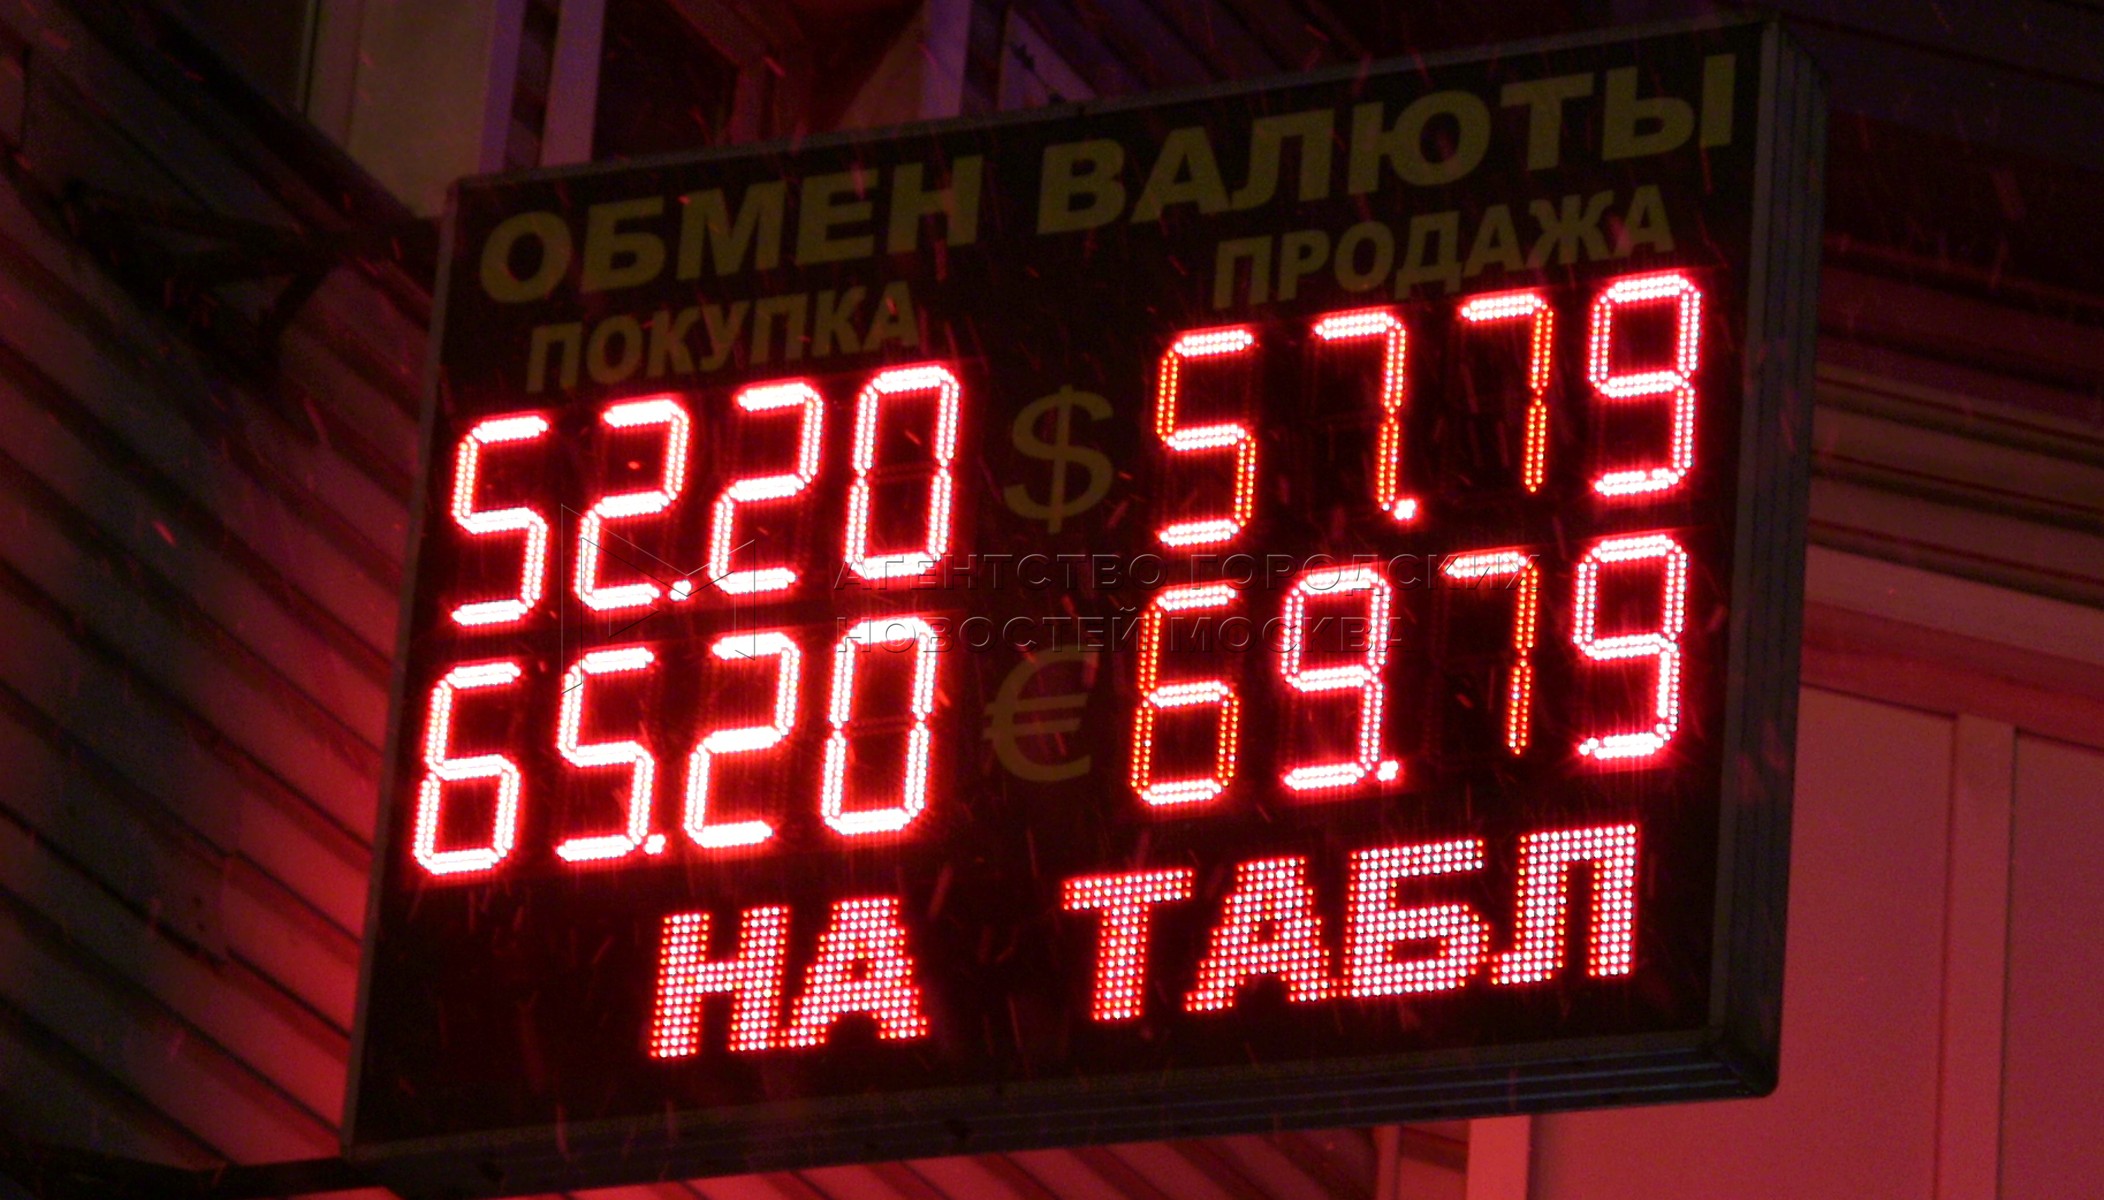 ОБМЕН ВАЛЮТЫ
ПОКУПКА ПРОДАЖА
52.20 $ 57.79
65.20 € 69.79
НА ТАБЛ
АГЕНТСТВО ГОРОДСКИХ
НОВОСТЕЙ МОСКВА